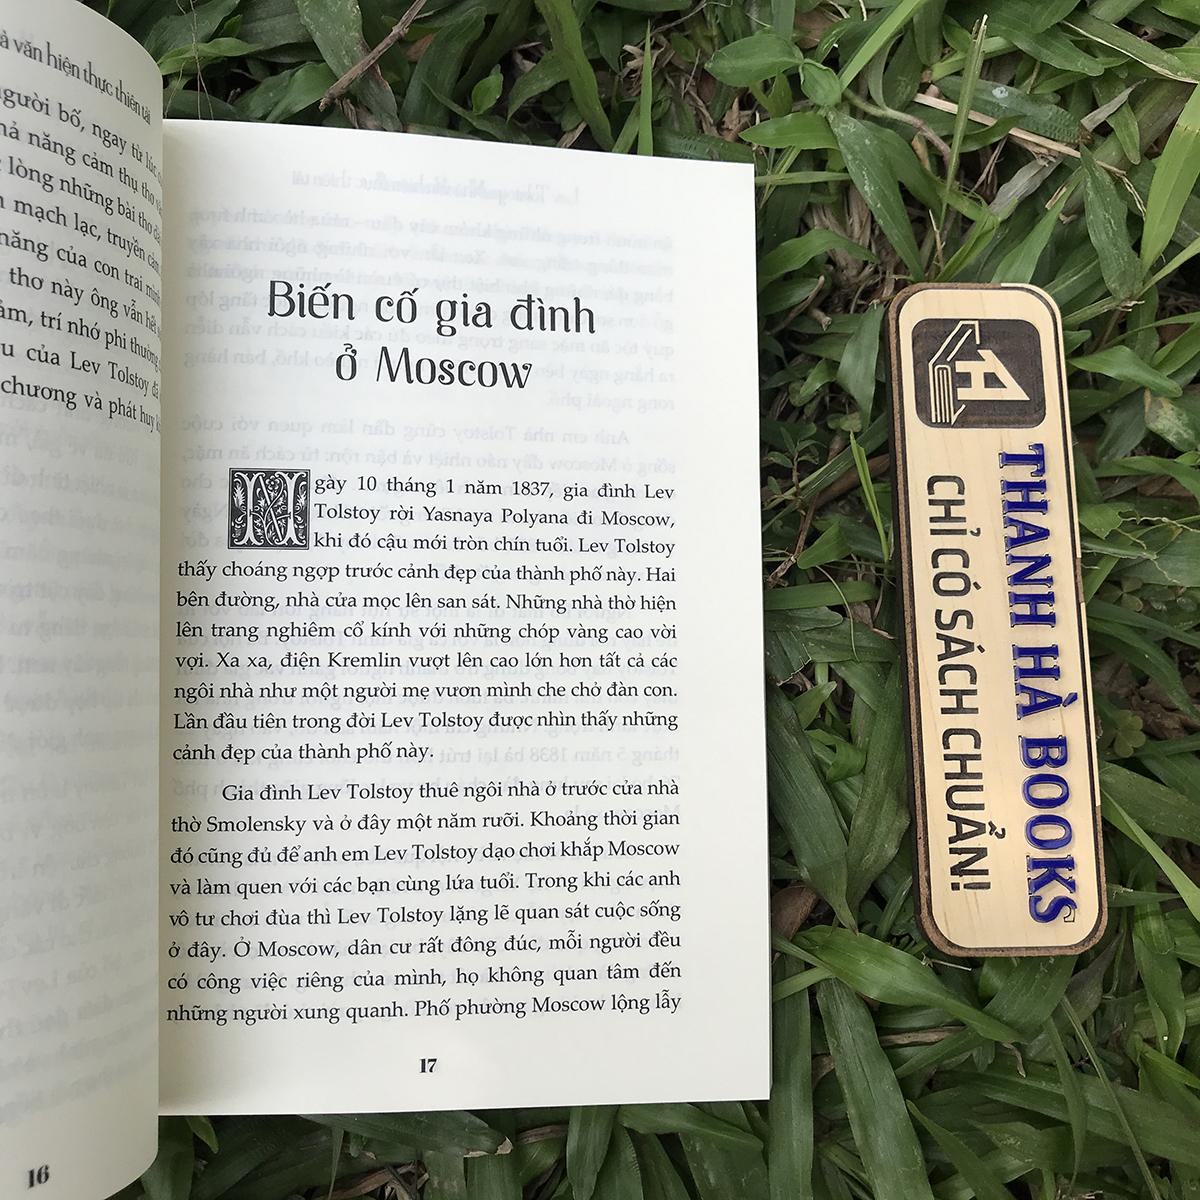 văn hiện thực thiên tài
người bố, ngay từ lúc
năng cảm thụ thơ
lòng những bài thơ
mạch lạc, truyền cảm
năng của con trai mình
thơ này ông vẫn hết
trí nhớ phi thường
của Lev Tolstoy đã
chương và phát huy
16
Biến cố gia đình
ở Moscow
Ngày 10 tháng 1 năm 1837, gia đình Lev
Tolstoy rời Yasnaya Polyana đi Moscow,
khi đó cậu mới tròn chín tuổi. Lev Tolstoy
thấy choáng ngợp trước cảnh đẹp của thành phố này. Hai
bên đường, nhà cửa mọc lên san sát. Những nhà thờ hiện
lên trang nghiêm cổ kính với những chóp vàng cao vời
vợi. Xa xa, điện Kremlin vượt lên cao lớn hơn tất cả các
ngôi nhà như một người mẹ vươn mình che chở đàn con.
Lần đầu tiên trong đời Lev Tolstoy được nhìn thấy những
cảnh đẹp của thành phố này.
Gia đình Lev Tolstoy thuê ngôi nhà ở trước cửa nhà
thờ Smolensky và ở đây một năm rưỡi. Khoảng thời gian
đó cũng đủ để anh em Lev Tolstoy dạo chơi khắp Moscow
và làm quen với các bạn cùng lứa tuổi. Trong khi các anh
vô tư chơi đùa thì Lev Tolstoy lặng lẽ quan sát cuộc sống
ở đây. Ở Moscow, dân cư rất đông đúc, mỗi người đều
có công việc riêng của mình, họ không quan tâm đến
những người xung quanh. Phố phường Moscow lộng lẫy
17
THANH HÀ BOOKS
CHỈ CÓ SÁCH CHUẨN!